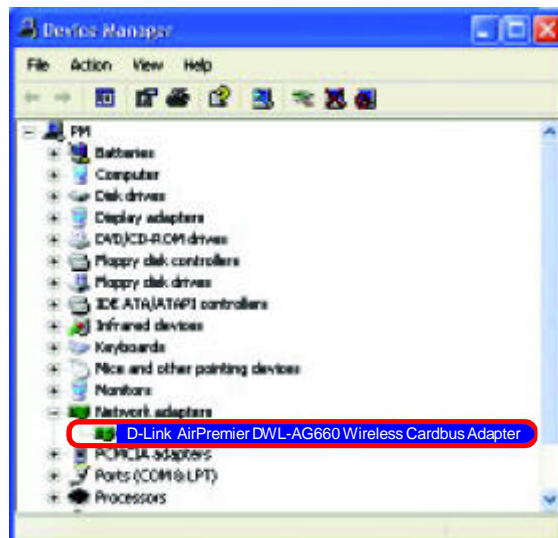 Device Manager
File Action View Help
PM
Batteries
Computer
Disk drives
Display adapters
DVD/CD-ROM drives
Floppy disk controllers
Floppy disk drives
IDE ATA/ATAPI controllers
Infrared devices
Keyboards
Mice and other pointing devices
Monitors
Network adapters
D-Link AirPremier DWL-AG660 Wireless Cardbus Adapter
PCMCIA adapters
Ports (COM & LPT)
Processors